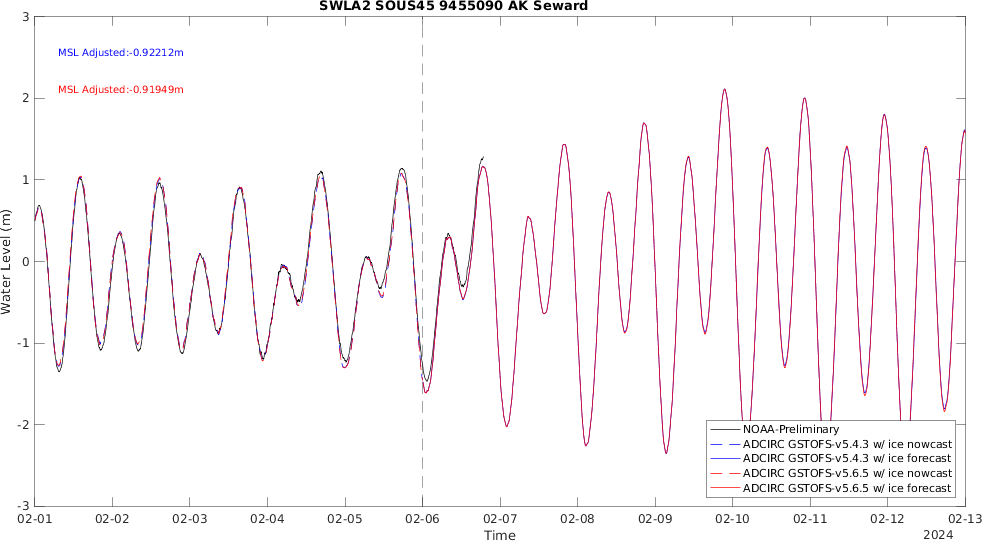 SWLA2 SOUS45 9455090 AK Seward
MSL Adjusted:-0.92212m
MSL Adjusted:-0.91949m
3
2
1
0
-1
-2
-3
Water Level (m)
NOAA-Preliminary
ADCIRC GSTOFS-v5.4.3 w/ ice nowcast
ADCIRC GSTOFS-v5.4.3 w/ ice forecast
ADCIRC GSTOFS-v5.6.5 w/ ice nowcast
ADCIRC GSTOFS-v5.6.5 w/ ice forecast
02-01 02-02 02-03 02-04 02-05 02-06 02-07 02-08 02-09 02-10 02-11 02-12 02-13
Time
2024